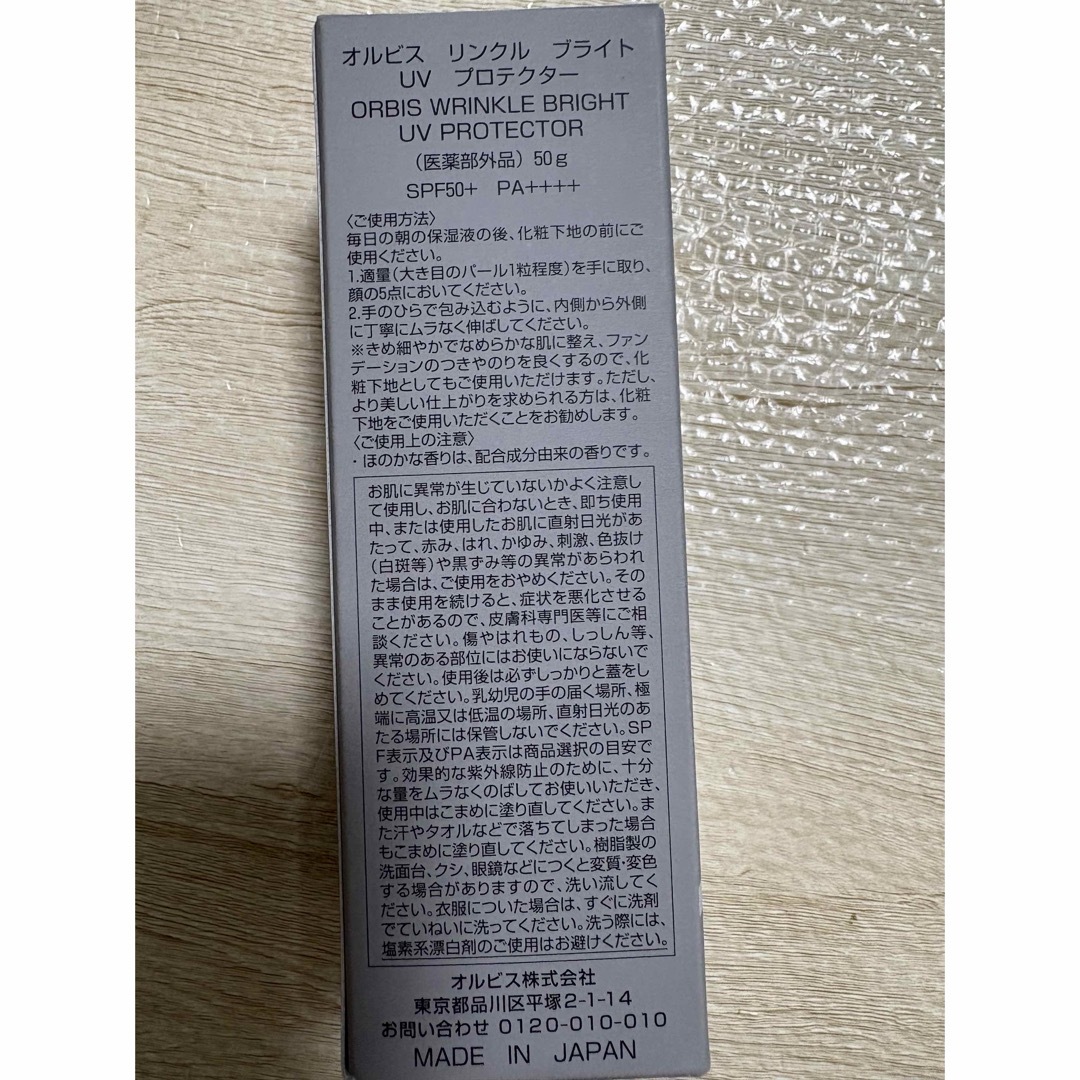 オルビス リンクル ブライト
UV プロテクター
ORBIS WRINKLE BRIGHT
UV PROTECTOR
(医薬部外品) 50g
SPF50+ PA++++
〈ご使用方法〉
毎日の朝の保湿液の後、化粧下地の前にご
使用ください。
1.適量(大き目のパール1粒程度)を手に取り、
顔の5点においてください。
2.手のひらで包み込むように、内側から外側
に丁寧にムラなく伸ばしてください。
※きめ細やかでなめらかな肌に整え、ファン
デーションのつきやのりを良くするので、化
粧下地としてもご使用いただけます。ただし、
より美しい仕上がりを求められる方は、化粧
下地をご使用いただくことをお勧めします。
〈ご使用上の注意〉
・ほのかな香りは、配合成分由来の香りです。
お肌に異常が生じていないかよく注意し
て使用し、お肌に合わないとき、即ち使用
中、または使用したお肌に直射日光があ
たって、赤み、はれ、かゆみ、刺激、色抜け
(白斑等)や黒ずみ等の異常があらわれ
た場合は、ご使用をおやめください。その
まま使用を続けると、症状を悪化させる
ことがあるので、皮膚科専門医等にご相
談ください。傷やはれもの、しっしん等、
異常のある部位にはお使いにならないで
ください。使用後は必ずしっかりと蓋をし
めてください。乳幼児の手の届く場所、極
端に高温又は低温の場所、直射日光のあ
たる場所には保管しないでください。SP
F表示及びPA表示は商品選択の目安で
す。効果的な紫外線防止のために、十分
な量をムラなくのばしてお使いいただき、
使用中はこまめに塗り直してください。ま
た汗やタオルなどで落ちてしまった場合
もこまめに塗り直してください。樹脂製の
洗面台、クシ、眼鏡などにつくと変質・変色
する場合がありますので、洗い流してく
ださい。衣服についた場合は、すぐに洗剤
でていねいに洗ってください。洗う際には、
塩素系漂白剤のご使用はお避けください。
オルビス株式会社
東京都品川区平塚2-1-14
お問い合わせ 0120-010-010
MADE IN JAPAN